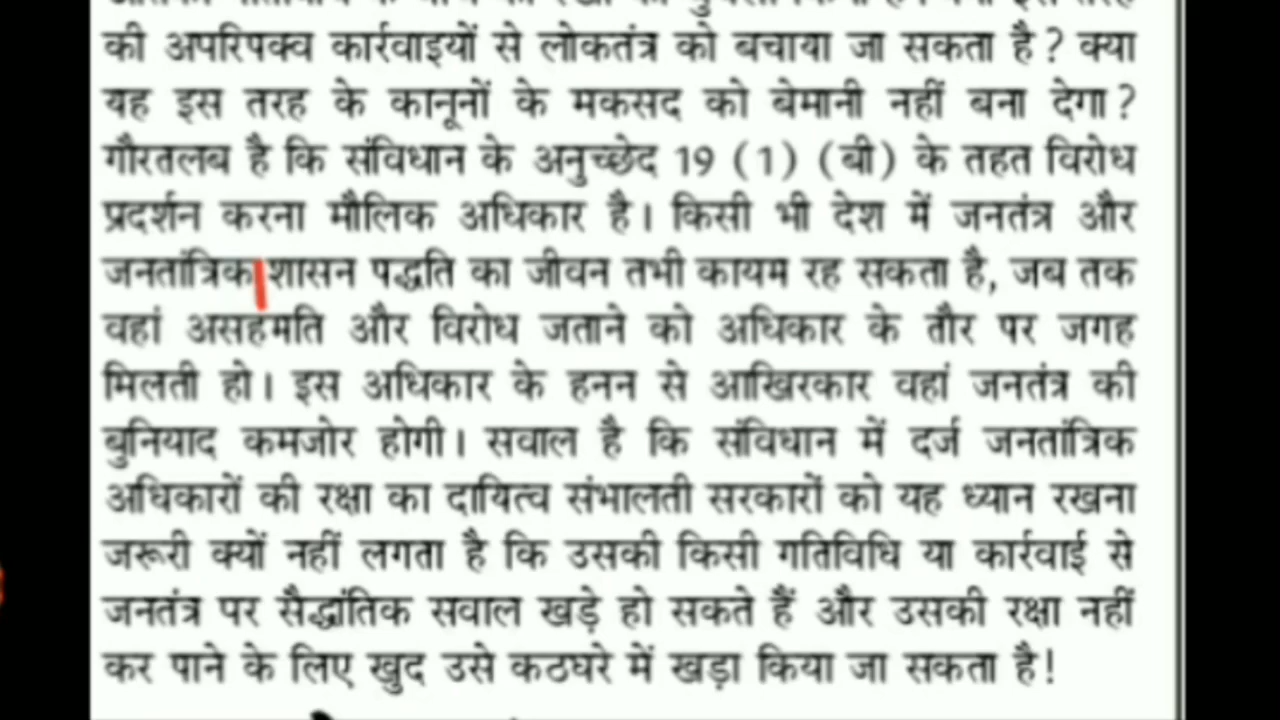 की अपरिपक्व कार्रवाइयों से लोकतंत्र को बचाया जा सकता है? क्या
यह इस तरह के कानूनों के मकसद को बेमानी नहीं बना देगा?
गौरतलब है कि संविधान के अनुच्छेद 19 (1) (बी) के तहत विरोध
प्रदर्शन करना मौलिक अधिकार है। किसी भी देश में जनतंत्र और
जनतांत्रिक शासन पद्धति का जीवन तभी कायम रह सकता है, जब तक
वहां असहमति और विरोध जताने को अधिकार के तौर पर जगह
मिलती हो। इस अधिकार के हनन से आखिरकार वहां जनतंत्र की
बुनियाद कमजोर होगी। सवाल है कि संविधान में दर्ज जनतांत्रिक
अधिकारों की रक्षा का दायित्व संभालती सरकारों को यह ध्यान रखना
जरूरी क्यों नहीं लगता है कि उसकी किसी गतिविधि या कार्रवाई से
जनतंत्र पर सैद्धांतिक सवाल खड़े हो सकते हैं और उसकी रक्षा नहीं
कर पाने के लिए खुद उसे कठघरे में खड़ा किया जा सकता है!